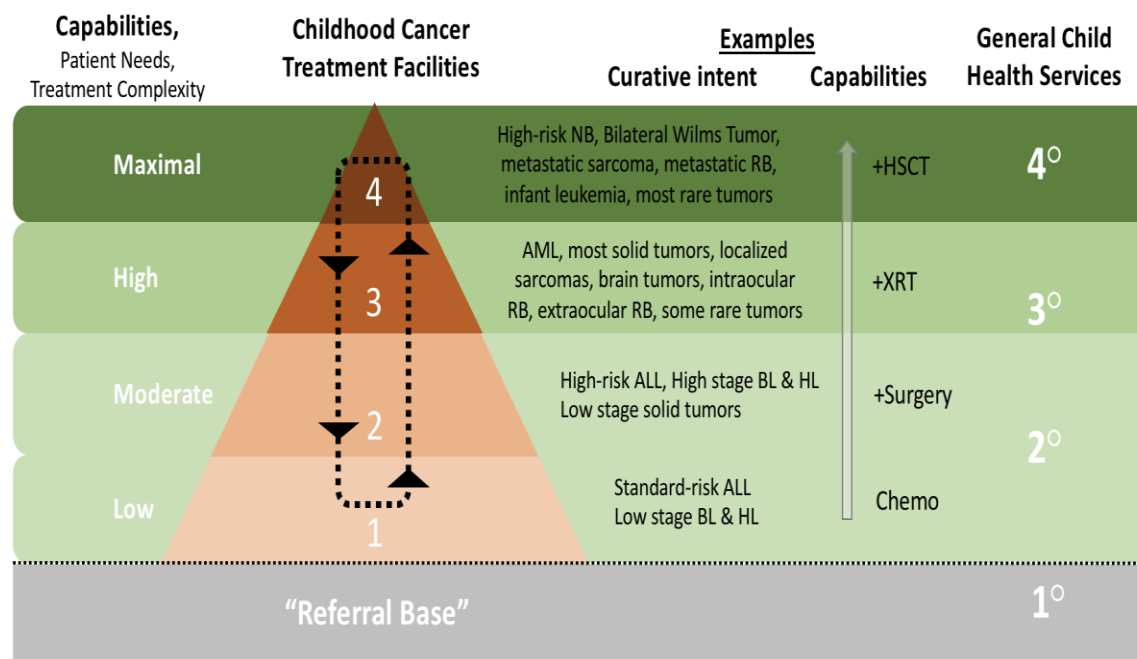 Capabilities,
Patient Needs,
Treatment Complexity
Childhood Cancer
Treatment Facilities
Examples
Curative intent
Capabilities
General Child
Health Services
Maximal
4
High-risk NB, Bilateral Wilms Tumor,
metastatic sarcoma, metastatic RB,
infant leukemia, most rare tumors
+HSCT
4°
High
3
AML, most solid tumors, localized
sarcomas, brain tumors, intraocular
RB, extraocular RB, some rare tumors
+XRT
3°
Moderate
2
High-risk ALL, High stage BL & HL
Low stage solid tumors
+Surgery
2°
Low
1
Standard-risk ALL
Low stage BL & HL
Chemo
"Referral Base"
1°